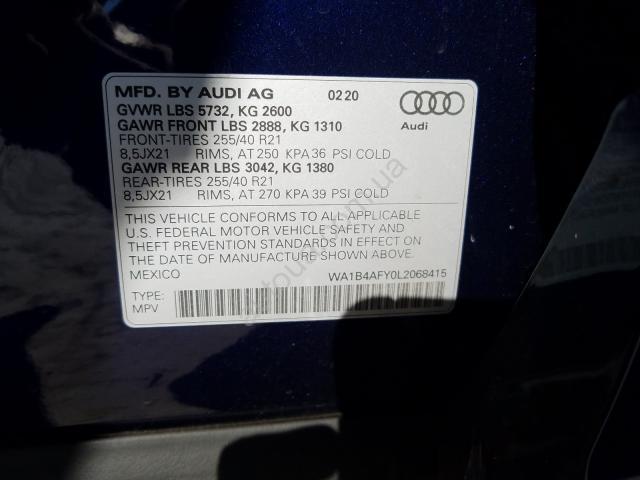 MFD. BY AUDI AG 02 20
GVWR LBS 5732, KG 2600
GAWR FRONT LBS 2888, KG 1310
FRONT-TIRES 255/40 R21
8,5JX21 RIMS, AT 250 KPA 36 PSI COLD
GAWR REAR LBS 3042, KG 1380
REAR-TIRES 255/40 R21
8,5JX21 RIMS, AT 270 KPA 39 PSI COLD
Audi
THIS VEHICLE CONFORMS TO ALL APPLICABLE
U.S. FEDERAL MOTOR VEHICLE SAFETY AND
THEFT PREVENTION STANDARDS IN EFFECT ON
THE DATE OF MANUFACTURE SHOWN ABOVE.
MEXICO WA1B4AFY0L2068415
TYPE:
MPV